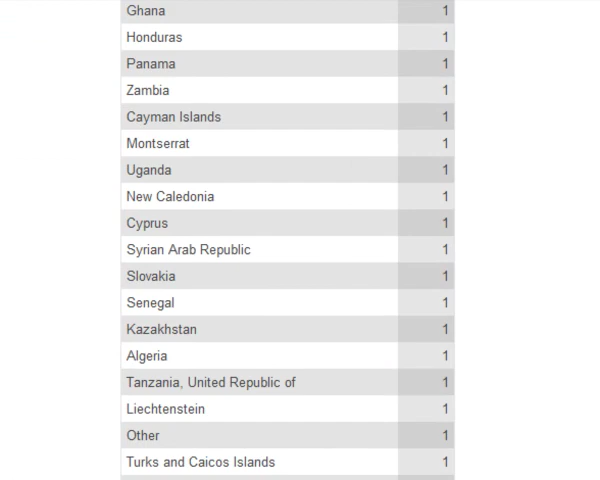 Ghana 1
Honduras 1
Panama 1
Zambia 1
Cayman Islands 1
Montserrat 1
Uganda 1
New Caledonia 1
Cyprus 1
Syrian Arab Republic 1
Slovakia 1
Senegal 1
Kazakhstan 1
Algeria 1
Tanzania, United Republic of 1
Liechtenstein 1
Other 1
Turks and Caicos Islands 1